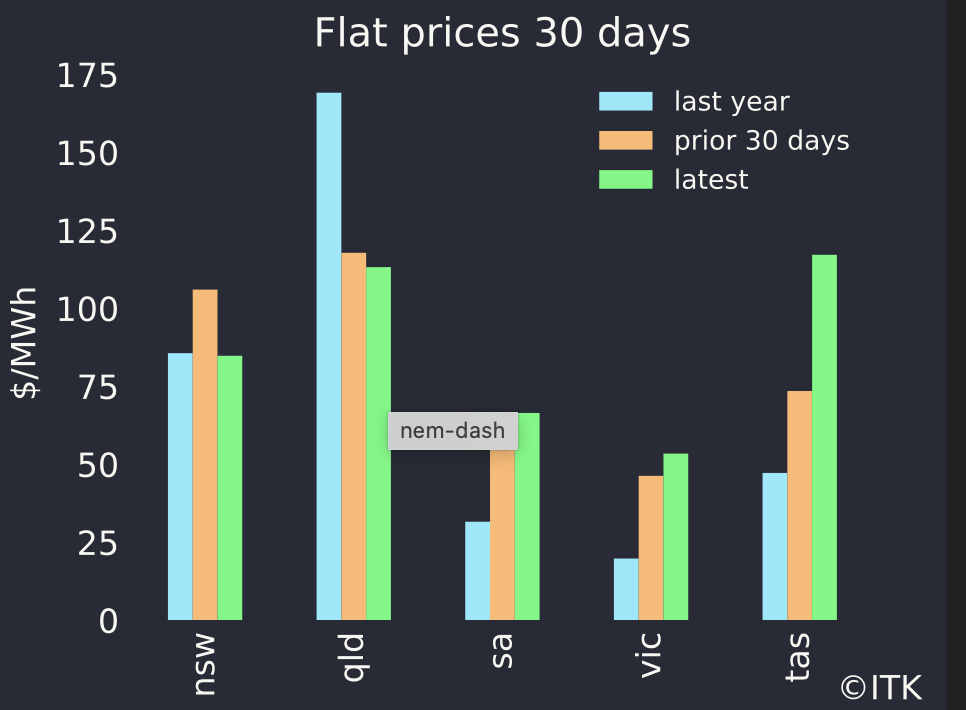 Flat prices 30 days
175
150
125
100
75
50
25
0
$/MWh
last year
prior 30 days
latest
nem-dash
nsw
qld
sa
vic
tas
©ITK